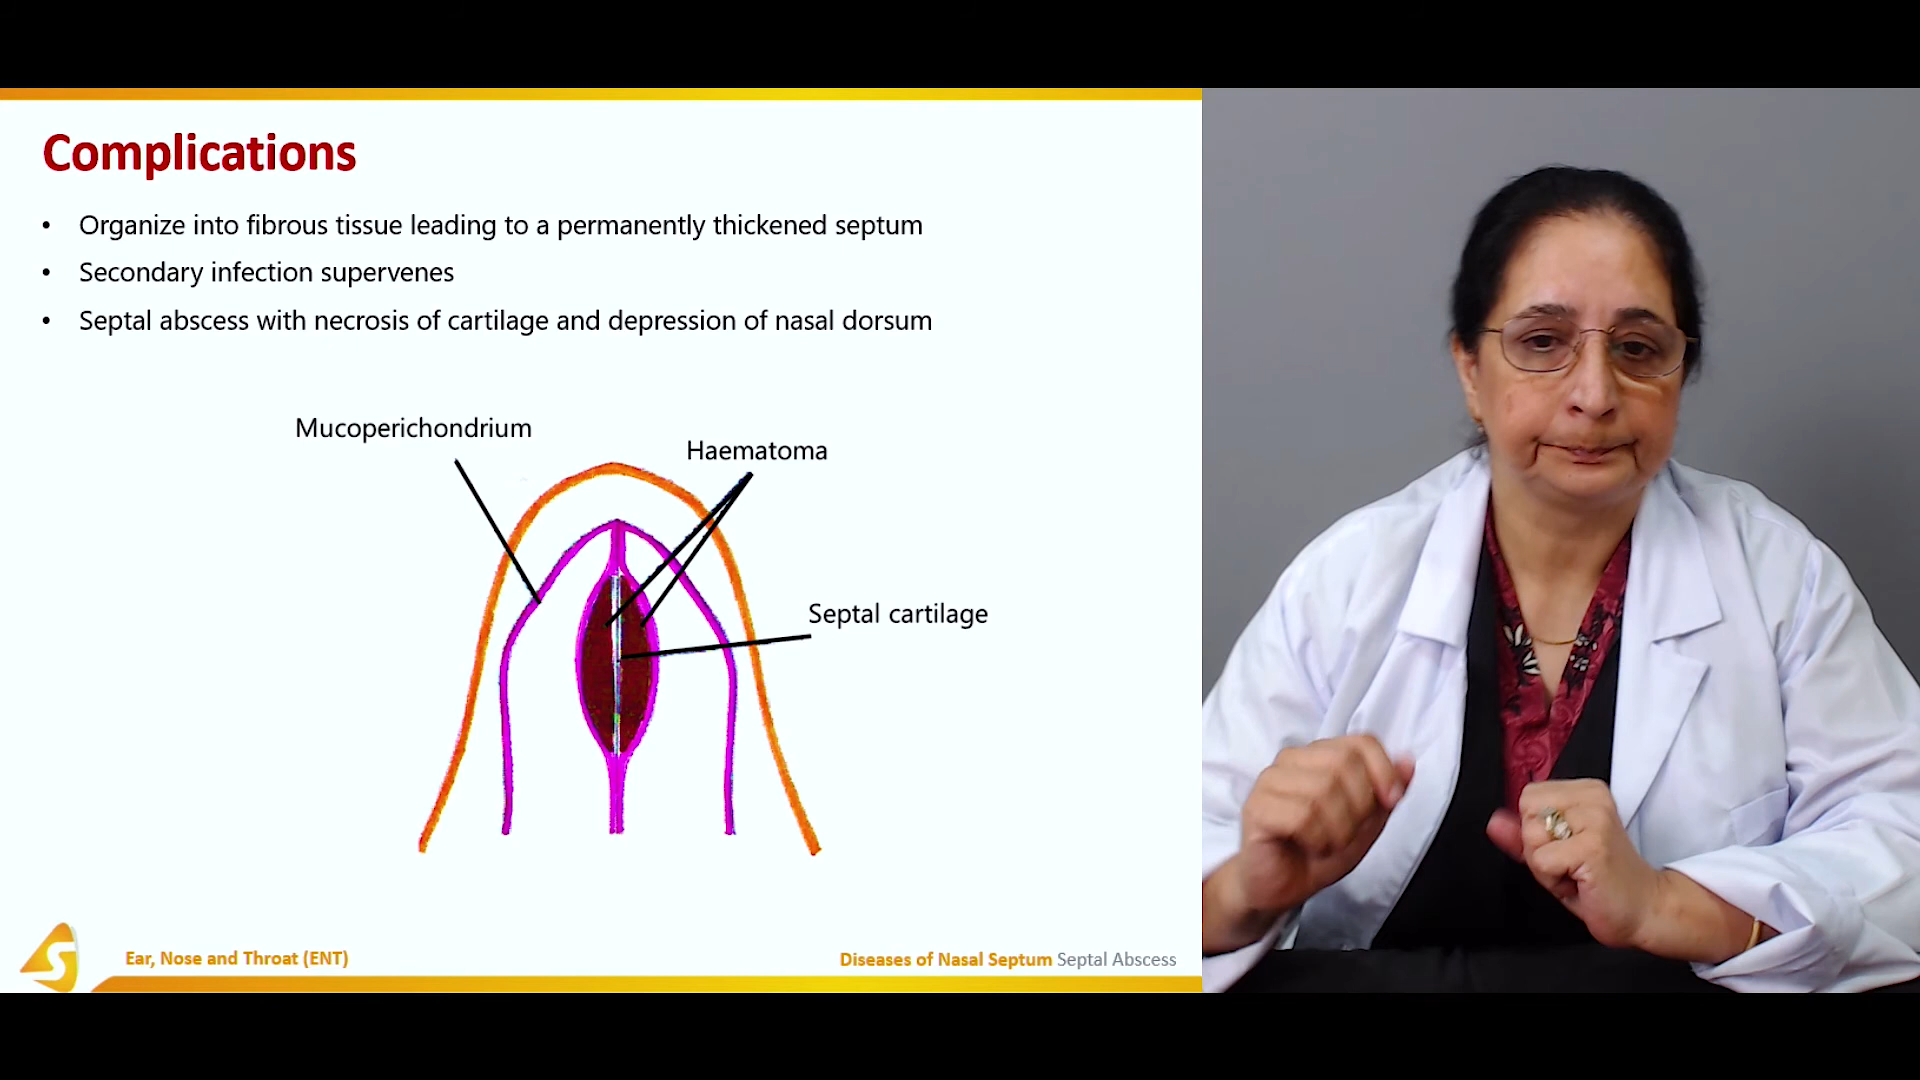 Complications
• Organize into fibrous tissue leading to a permanently thickened septum
• Secondary infection supervenes
• Septal abscess with necrosis of cartilage and depression of nasal dorsum
Mucoperichondrium
Haematoma
Septal cartilage
Ear, Nose and Throat (ENT)
Diseases of Nasal Septum Septal Abscess